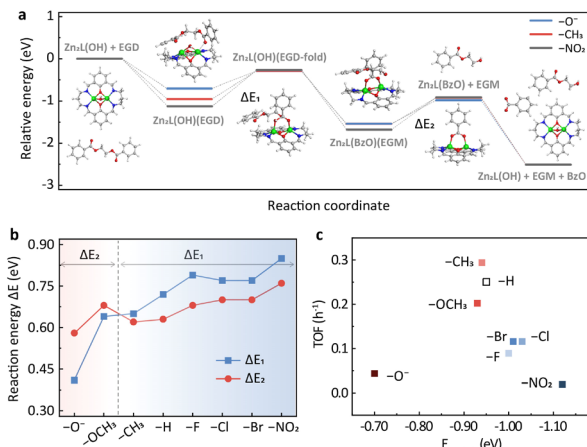 a
−O⁻
−CH₃
−NO₂
Relative energy (eV)
1
0
-1
-2
-3
Zn₂L(OH) + EGD
Zn₂L(OH)(EGD)
Zn₂L(OH)(EGD-fold)
ΔE₁
Zn₂L(BzO)(EGM)
Zn₂L(BzO) + EGM
ΔE₂
Zn₂L(OH) + EGM + BzO
Reaction coordinate
b
Reaction energy ΔE (eV)
0.90
0.75
0.60
0.45
0.30
ΔE₂
ΔE₁
ΔE₁
ΔE₂
−O⁻
−OCH₃
−CH₃
−H
−F
−Cl
−Br
−NO₂
c
TOF (h⁻¹)
0.3
0.2
0.1
0.0
−CH₃
−H
−OCH₃
−Br
−Cl
−F
−O⁻
−NO₂
-0.70
-0.90
-1.00
-1.10
(eV)